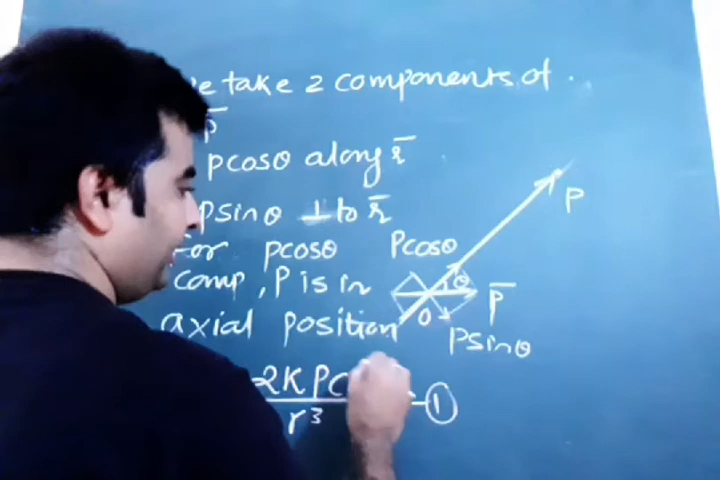 take 2 components of
p̅
pcosθ along r̅
psinθ ⊥ to r̅
For pcosθ
comp, P is in
axial position
2KPC
r³
①
P
Pcosθ
θ
p̅
O
psinθ